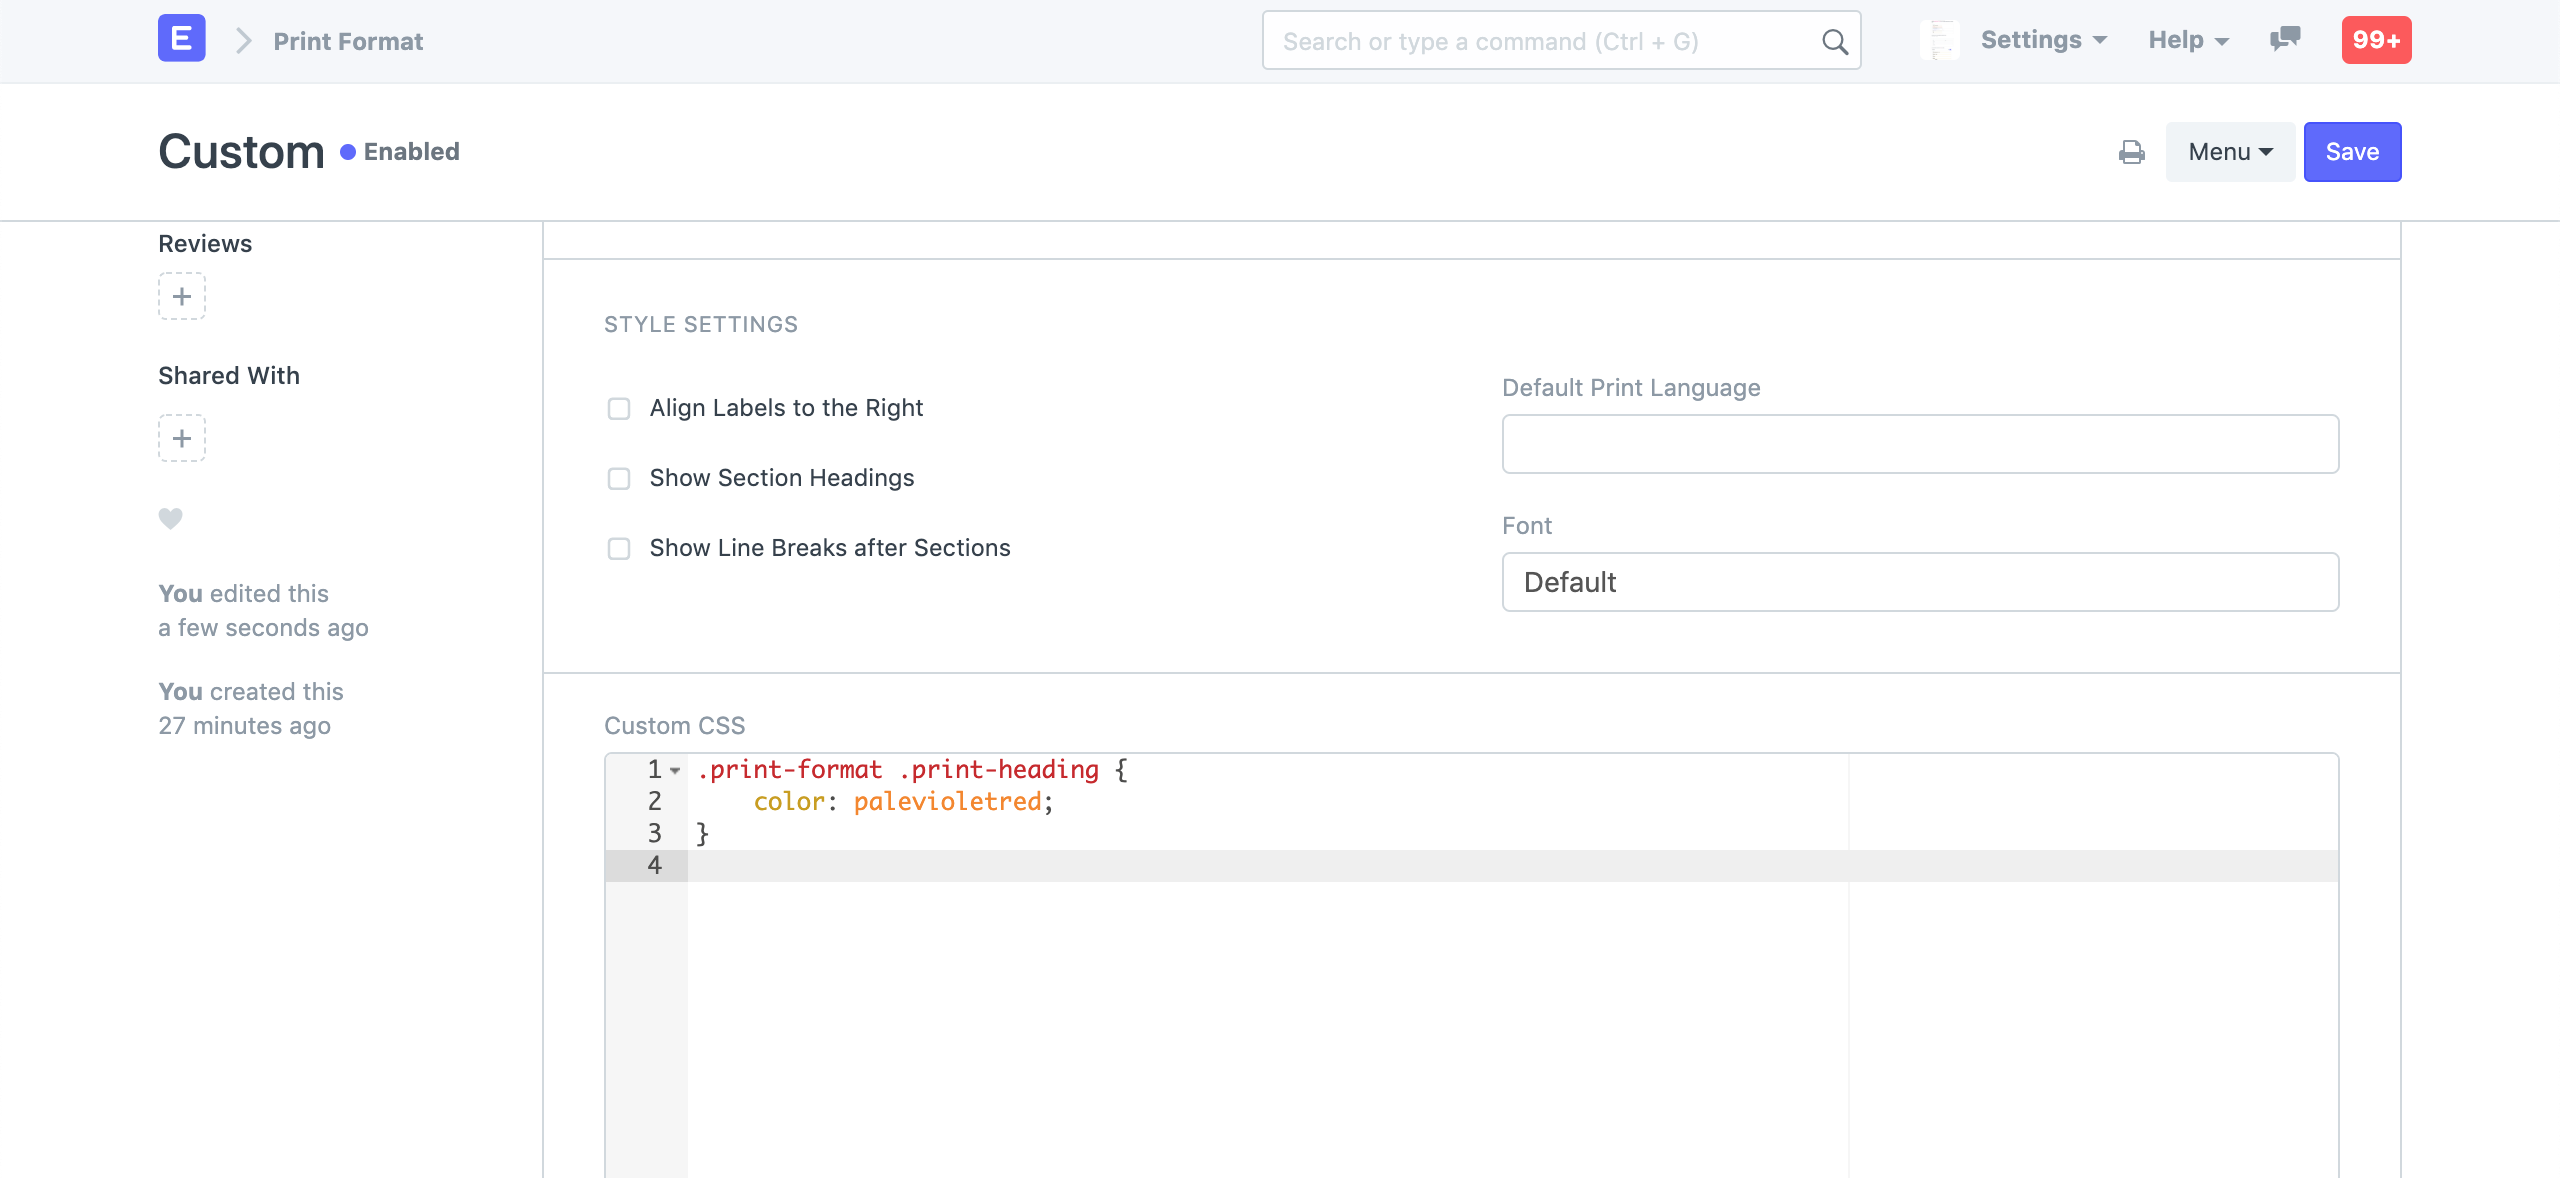 E
Print Format
Search or type a command (Ctrl + G)
Settings
Help
99+
Custom
Enabled
Menu
Save
Reviews
+
Shared With
+
You edited this
a few seconds ago
You created this
27 minutes ago
STYLE SETTINGS
Align Labels to the Right
Show Section Headings
Show Line Breaks after Sections
Default Print Language
Font
Default
Custom CSS
1 .print-format .print-heading {
2     color: palevioletred;
3 }
4